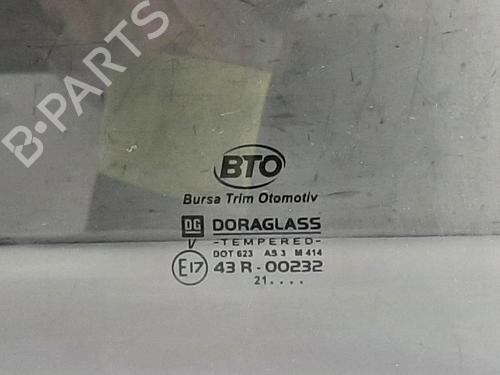 B-PARTS
BTO
Bursa Trim Otomotiv
DG DORAGLASS
V -TEMPERED-
DOT 623 AS 3 M 414
E17 43 R - 00232
21....